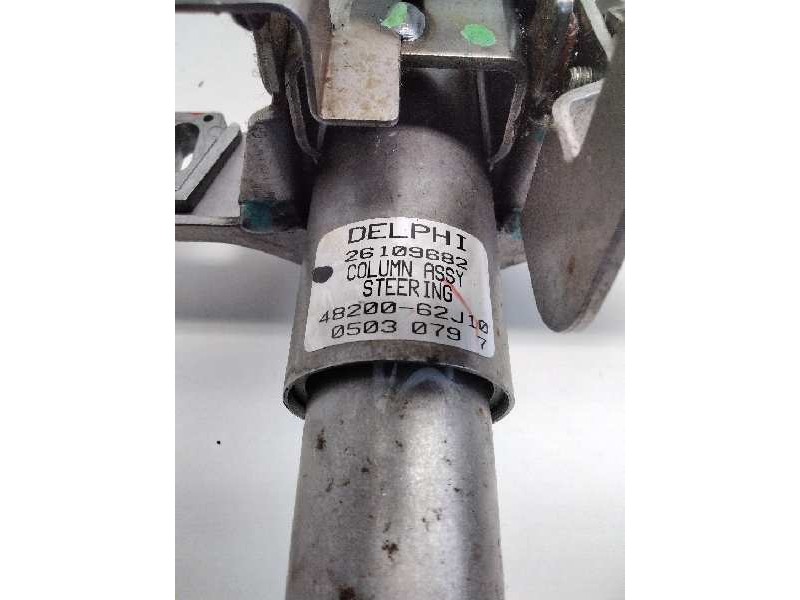 DELPHI
26109682
COLUMN ASSY
STEERING
48200-62J10
0503 079 7